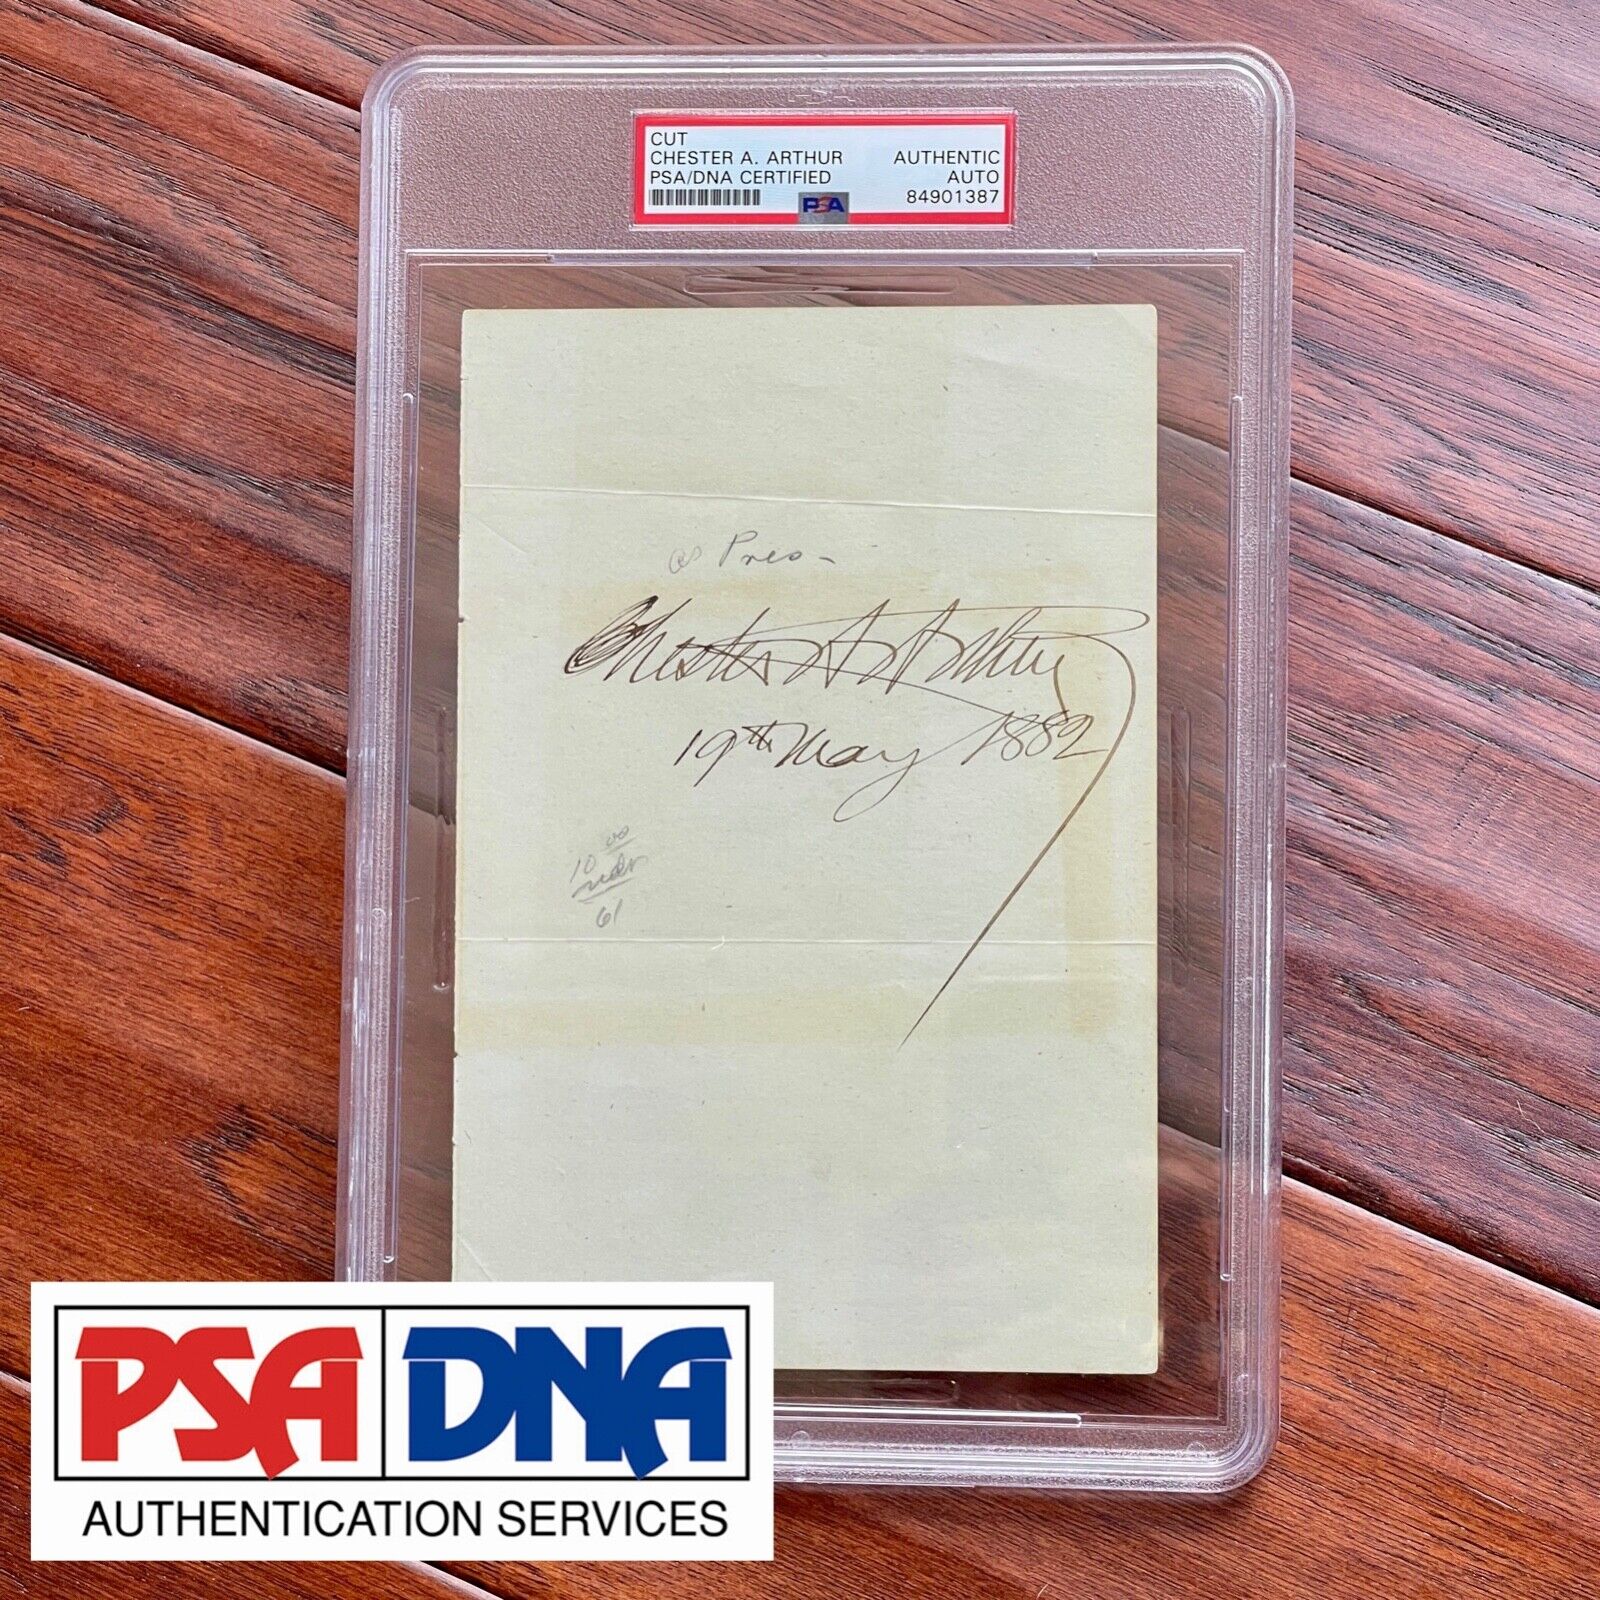 CUT
CHESTER A. ARTHUR AUTHENTIC
PSA/DNA CERTIFIED AUTO
PSA 84901387
as Pres -
Chester A Arthur
19th May 1882
10 00
61
PSA DNA
AUTHENTICATION SERVICES